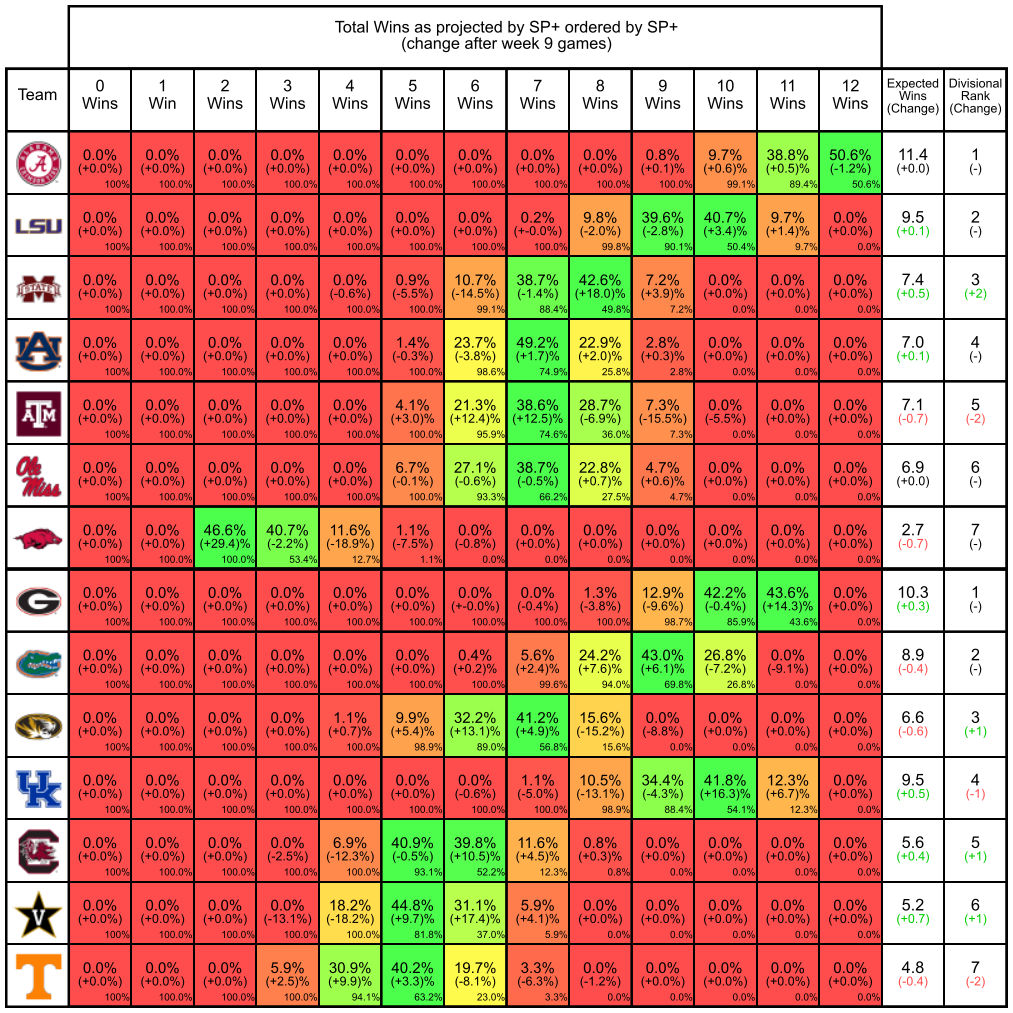 Total Wins as projected by SP+ ordered by SP+
(change after week 9 games)
Team 0 Wins 1 Win 2 Wins 3 Wins 4 Wins 5 Wins 6 Wins 7 Wins 8 Wins 9 Wins 10 Wins 11 Wins 12 Wins Expected Wins (Change) Divisional Rank (Change)
A
0.0% 0.0% 0.0% 0.0% 0.0% 0.0% 0.0% 0.0% 0.0% 0.8% 9.7% 38.8% 50.6% 11.4 1
(+0.0%) (+0.0%) (+0.0%) (+0.0%) (+0.0%) (+0.0%) (+0.0%) (+0.0%) (+0.0%) (+0.1)% (+0.6)% (+0.5)% (-1.2)% (+0.0) (-)
100% 100.0% 100.0% 100.0% 100.0% 100.0% 100.0% 100.0% 100.0% 100.0% 99.1% 89.4% 50.6%
LSU
0.0% 0.0% 0.0% 0.0% 0.0% 0.0% 0.0% 0.2% 9.8% 39.6% 40.7% 9.7% 0.0% 9.5 2
(+0.0%) (+0.0%) (+0.0%) (+0.0%) (+0.0%) (+0.0%) (+0.0%) (+-0.0)% (-2.0)% (-2.8)% (+3.4)% (+1.4)% (+0.0%) (+0.1) (-)
100% 100.0% 100.0% 100.0% 100.0% 100.0% 100.0% 100.0% 99.8% 90.1% 50.4% 9.7% 0.0%
STATE
0.0% 0.0% 0.0% 0.0% 0.0% 0.9% 10.7% 38.7% 42.6% 7.2% 0.0% 0.0% 0.0% 7.4 3
(+0.0%) (+0.0%) (+0.0%) (+0.0%) (-0.6%) (-5.5)% (-14.5)% (-1.4)% (+18.0)% (+3.9)% (+0.0%) (+0.0%) (+0.0%) (+0.5) (+2)
100% 100.0% 100.0% 100.0% 100.0% 100.0% 99.1% 88.4% 49.8% 7.2% 0.0% 0.0% 0.0%
AU
0.0% 0.0% 0.0% 0.0% 0.0% 1.4% 23.7% 49.2% 22.9% 2.8% 0.0% 0.0% 0.0% 7.0 4
(+0.0%) (+0.0%) (+0.0%) (+0.0%) (+0.0%) (-0.3)% (-3.8)% (+1.7)% (+2.0)% (+0.3)% (+0.0%) (+0.0%) (+0.0%) (+0.1) (-)
100% 100.0% 100.0% 100.0% 100.0% 100.0% 98.6% 74.9% 25.8% 2.8% 0.0% 0.0% 0.0%
ATM
0.0% 0.0% 0.0% 0.0% 0.0% 4.1% 21.3% 38.6% 28.7% 7.3% 0.0% 0.0% 0.0% 7.1 5
(+0.0%) (+0.0%) (+0.0%) (+0.0%) (+0.0%) (+3.0)% (+12.4)% (+12.5)% (-6.9)% (-15.5)% (-5.5%) (+0.0%) (+0.0%) (-0.7) (-2)
100% 100.0% 100.0% 100.0% 100.0% 100.0% 95.9% 74.6% 36.0% 7.3% 0.0% 0.0% 0.0%
Ole Miss
0.0% 0.0% 0.0% 0.0% 0.0% 6.7% 27.1% 38.7% 22.8% 4.7% 0.0% 0.0% 0.0% 6.9 6
(+0.0%) (+0.0%) (+0.0%) (+0.0%) (+0.0%) (-0.1)% (-0.6)% (-0.5)% (+0.7)% (+0.6)% (+0.0%) (+0.0%) (+0.0%) (+0.0) (-)
100% 100.0% 100.0% 100.0% 100.0% 100.0% 93.3% 66.2% 27.5% 4.7% 0.0% 0.0% 0.0%
0.0% 0.0% 46.6% 40.7% 11.6% 1.1% 0.0% 0.0% 0.0% 0.0% 0.0% 0.0% 0.0% 2.7 7
(+0.0%) (+0.0%) (+29.4)% (-2.2)% (-18.9)% (-7.5)% (-0.8%) (+0.0%) (+0.0%) (+0.0%) (+0.0%) (+0.0%) (+0.0%) (-0.7) (-)
100% 100.0% 100.0% 53.4% 12.7% 1.1% 0.0% 0.0% 0.0% 0.0% 0.0% 0.0% 0.0%
G
0.0% 0.0% 0.0% 0.0% 0.0% 0.0% 0.0% 0.0% 1.3% 12.9% 42.2% 43.6% 0.0% 10.3 1
(+0.0%) (+0.0%) (+0.0%) (+0.0%) (+0.0%) (+0.0%) (+-0.0%) (-0.4%) (-3.8)% (-9.6)% (-0.4)% (+14.3)% (+0.0%) (+0.3) (-)
100% 100.0% 100.0% 100.0% 100.0% 100.0% 100.0% 100.0% 100.0% 98.7% 85.9% 43.6% 0.0%
0.0% 0.0% 0.0% 0.0% 0.0% 0.0% 0.4% 5.6% 24.2% 43.0% 26.8% 0.0% 0.0% 8.9 2
(+0.0%) (+0.0%) (+0.0%) (+0.0%) (+0.0%) (+0.0%) (+0.2)% (+2.4)% (+7.6)% (+6.1)% (-7.2)% (-9.1%) (+0.0%) (-0.4) (-)
100% 100.0% 100.0% 100.0% 100.0% 100.0% 100.0% 99.6% 94.0% 69.8% 26.8% 0.0% 0.0%
0.0% 0.0% 0.0% 0.0% 1.1% 9.9% 32.2% 41.2% 15.6% 0.0% 0.0% 0.0% 0.0% 6.6 3
(+0.0%) (+0.0%) (+0.0%) (+0.0%) (+0.7)% (+5.4)% (+13.1)% (+4.9)% (-15.2)% (-8.8%) (+0.0%) (+0.0%) (+0.0%) (-0.6) (+1)
100% 100.0% 100.0% 100.0% 100.0% 98.9% 89.0% 56.8% 15.6% 0.0% 0.0% 0.0% 0.0%
UK
0.0% 0.0% 0.0% 0.0% 0.0% 0.0% 0.0% 1.1% 10.5% 34.4% 41.8% 12.3% 0.0% 9.5 4
(+0.0%) (+0.0%) (+0.0%) (+0.0%) (+0.0%) (+0.0%) (-0.6%) (-5.0)% (-13.1)% (-4.3)% (+16.3)% (+6.7)% (+0.0%) (+0.5) (-1)
100% 100.0% 100.0% 100.0% 100.0% 100.0% 100.0% 100.0% 98.9% 88.4% 54.1% 12.3% 0.0%
C
0.0% 0.0% 0.0% 0.0% 6.9% 40.9% 39.8% 11.6% 0.8% 0.0% 0.0% 0.0% 0.0% 5.6 5
(+0.0%) (+0.0%) (+0.0%) (-2.5%) (-12.3)% (-0.5)% (+10.5)% (+4.5)% (+0.3)% (+0.0%) (+0.0%) (+0.0%) (+0.0%) (+0.4) (+1)
100% 100.0% 100.0% 100.0% 100.0% 93.1% 52.2% 12.3% 0.8% 0.0% 0.0% 0.0% 0.0%
V
0.0% 0.0% 0.0% 0.0% 18.2% 44.8% 31.1% 5.9% 0.0% 0.0% 0.0% 0.0% 0.0% 5.2 6
(+0.0%) (+0.0%) (+0.0%) (-13.1%) (-18.2)% (+9.7)% (+17.4)% (+4.1)% (+0.0%) (+0.0%) (+0.0%) (+0.0%) (+0.0%) (+0.7) (+1)
100% 100.0% 100.0% 100.0% 100.0% 81.8% 37.0% 5.9% 0.0% 0.0% 0.0% 0.0% 0.0%
T
0.0% 0.0% 0.0% 5.9% 30.9% 40.2% 19.7% 3.3% 0.0% 0.0% 0.0% 0.0% 0.0% 4.8 7
(+0.0%) (+0.0%) (+0.0%) (+2.5)% (+9.9)% (+3.3)% (-8.1)% (-6.3)% (-1.2%) (+0.0%) (+0.0%) (+0.0%) (+0.0%) (-0.4) (-2)
100% 100.0% 100.0% 100.0% 94.1% 63.2% 23.0% 3.3% 0.0% 0.0% 0.0% 0.0% 0.0%